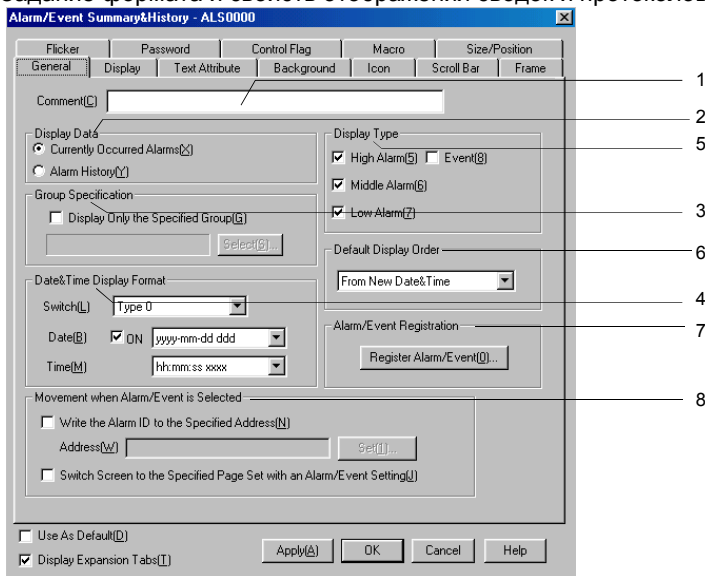 Задание формата и свойств отображения сводок и протоколов
Alarm/Event Summary&History - ALS0000
Flicker Password Control Flag Macro Size/Position
General Display Text Attribute Background Icon Scroll Bar Frame
1
Comment(C)
2
Display Data
Currently Occurred Alarms(X)
Alarm History(Y)
Display Type
5
High Alarm(5) Event(8)
Middle Alarm(6)
Low Alarm(7)
Group Specification
Display Only the Specified Group(G)
3
Select(S)...
Default Display Order
6
From New Date&Time
Date&Time Display Format
Switch(L) Type 0
4
Date(B) ON yyyy-mm-dd ddd
Time(M) hh:mm:ss xxxx
Alarm/Event Registration
7
Register Alarm/Event(O)...
Movement when Alarm/Event is Selected
8
Write the Alarm ID to the Specified Address(N)
Address(W) Set(1)...
Switch Screen to the Specified Page Set with an Alarm/Event Setting(J)
Use As Default(D)
Display Expansion Tabs(T)
Apply(A) OK Cancel Help